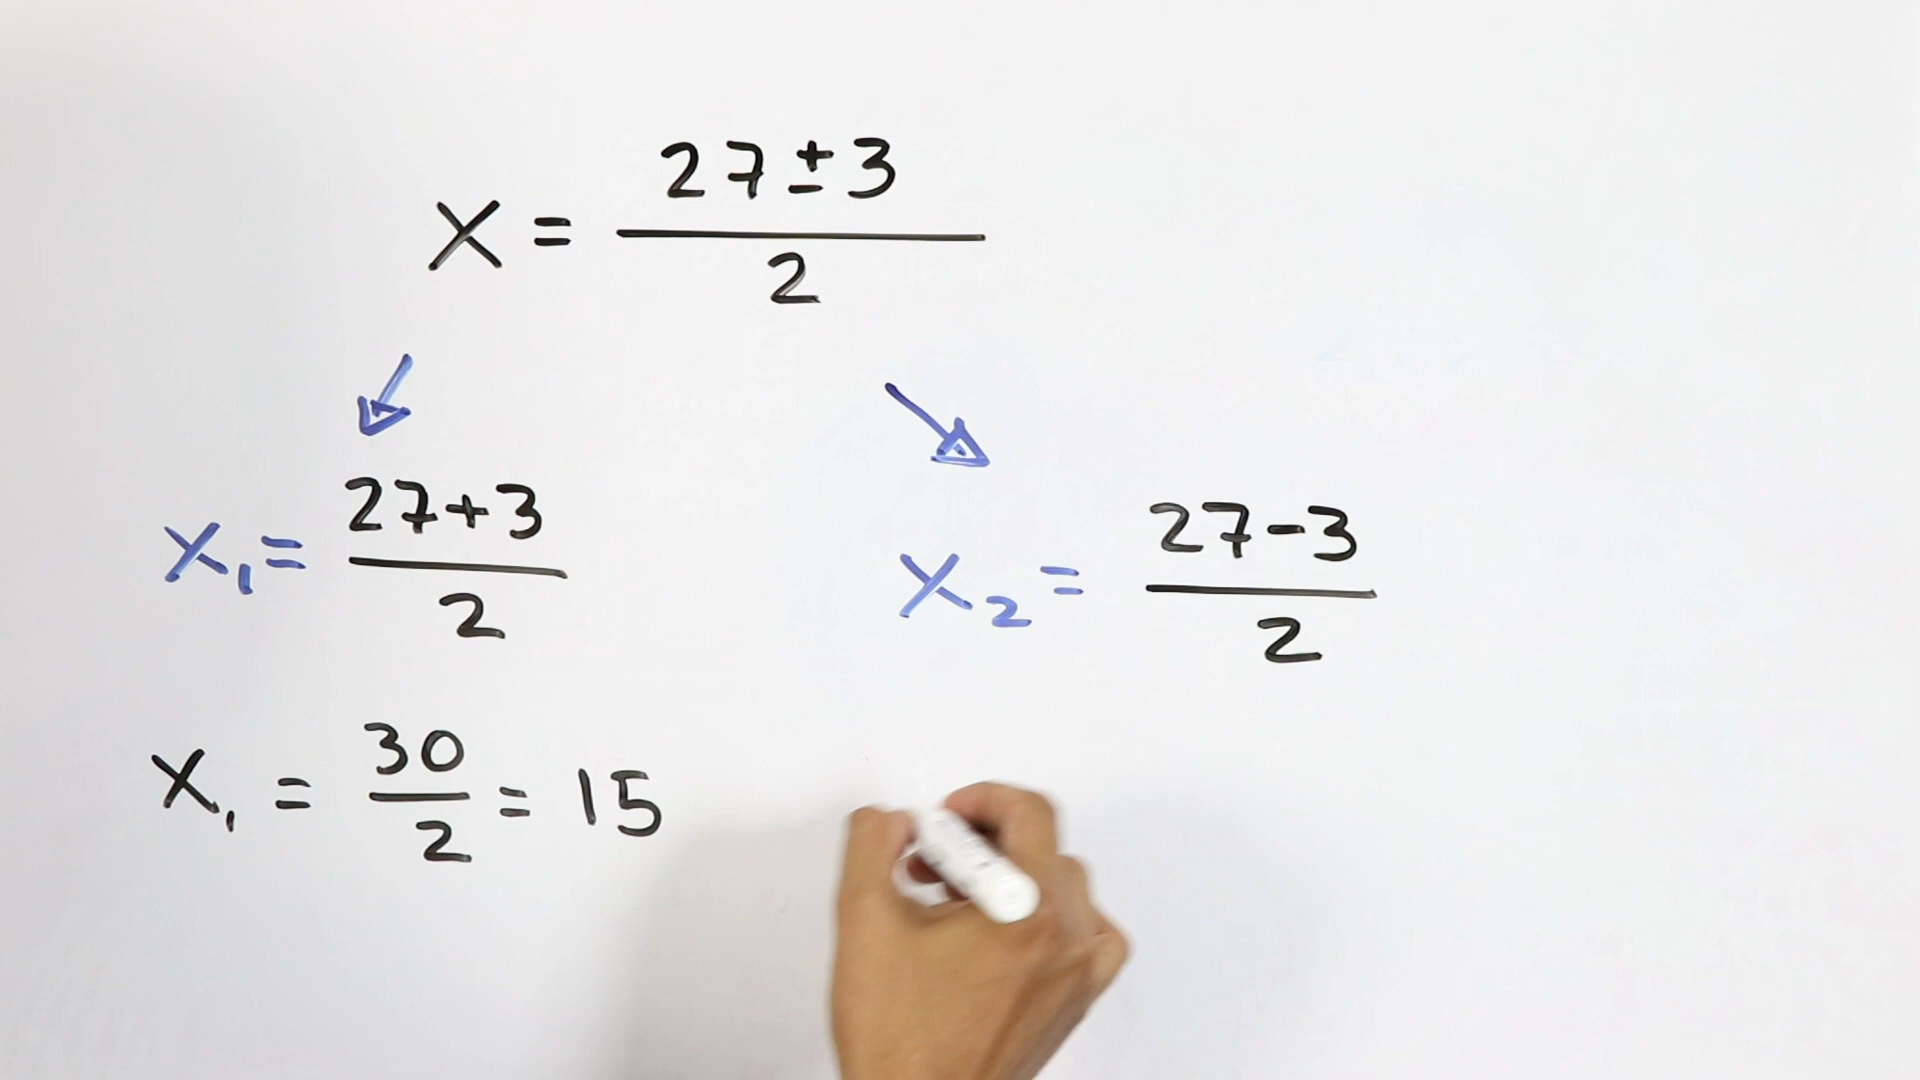 x = (27 ± 3) / 2
x₁ = (27 + 3) / 2
x₂ = (27 - 3) / 2
x₁ = 30 / 2 = 15